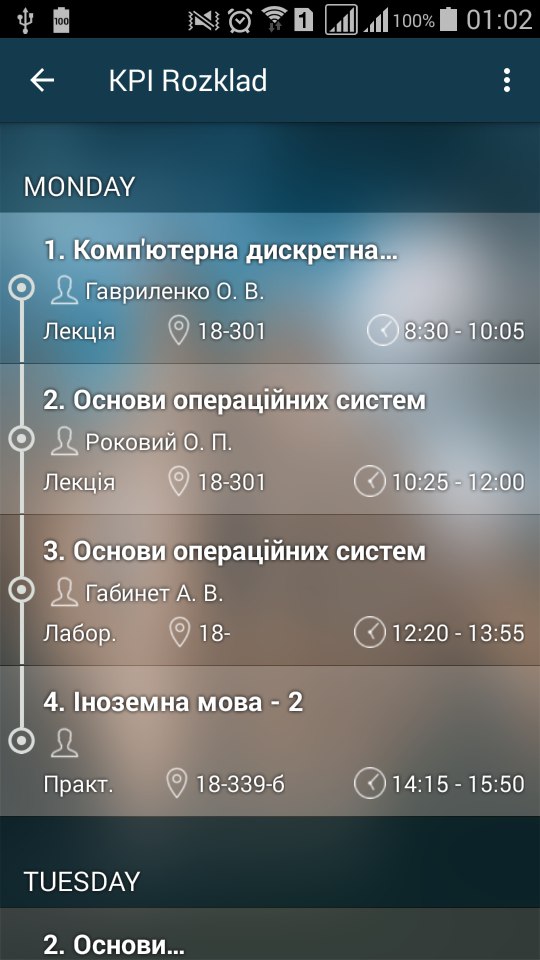 100 1 100% 01:02
KPI Rozklad
MONDAY
1. Комп'ютерна дискретна...
Гавриленко О. В.
Лекція 18-301 8:30 - 10:05
2. Основи операційних систем
Роковий О. П.
Лекція 18-301 10:25 - 12:00
3. Основи операційних систем
Габинет А. В.
Лабор. 18- 12:20 - 13:55
4. Іноземна мова - 2
Практ. 18-339-б 14:15 - 15:50
TUESDAY
2. Основи...